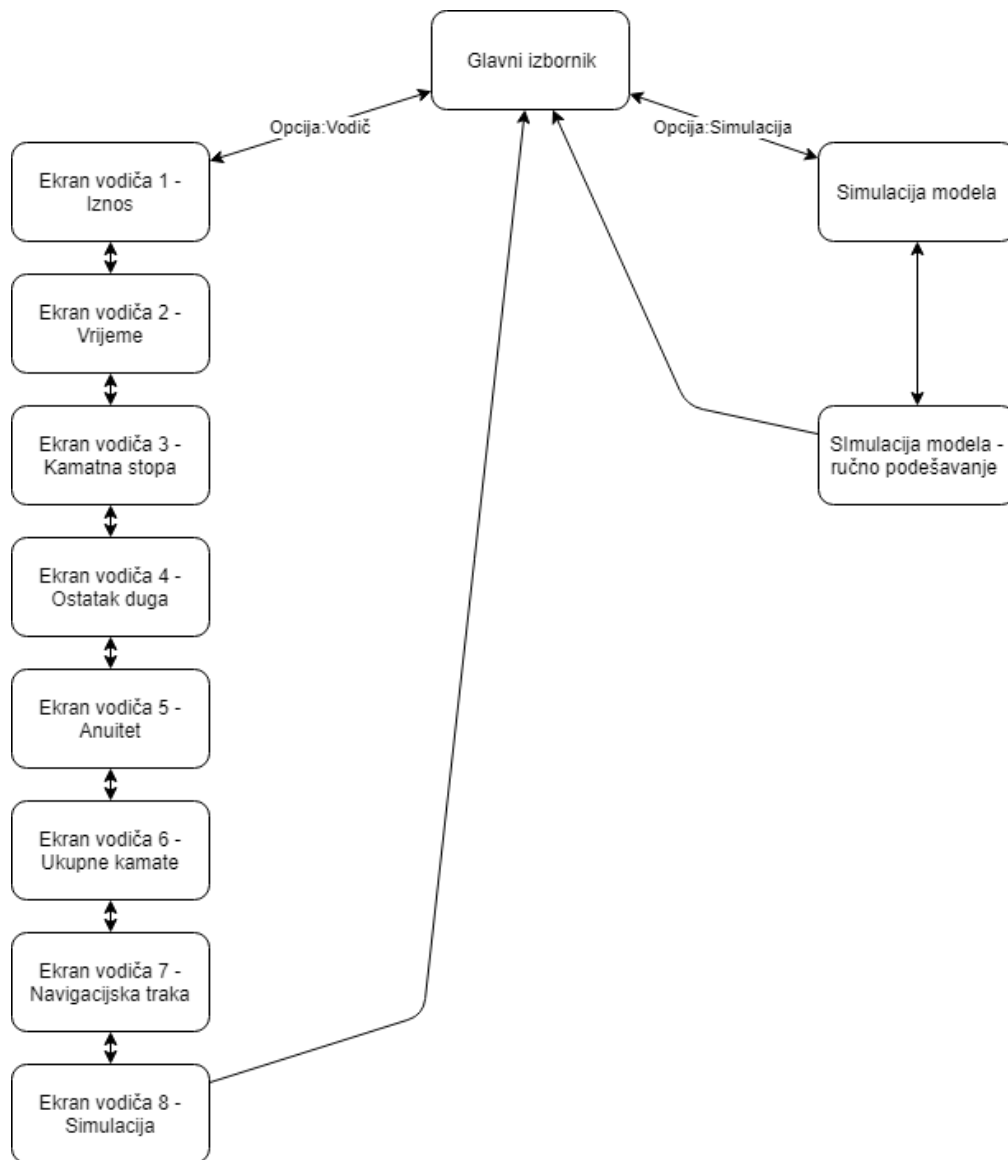 Glavni izbornik
Opcija:Vodič
Opcija:Simulacija
Ekran vodiča 1 -
Iznos
Simulacija modela
Ekran vodiča 2 -
Vrijeme
Ekran vodiča 3 -
Kamatna stopa
SImulacija modela -
ručno podešavanje
Ekran vodiča 4 -
Ostatak duga
Ekran vodiča 5 -
Anuitet
Ekran vodiča 6 -
Ukupne kamate
Ekran vodiča 7 -
Navigacijska traka
Ekran vodiča 8 -
Simulacija